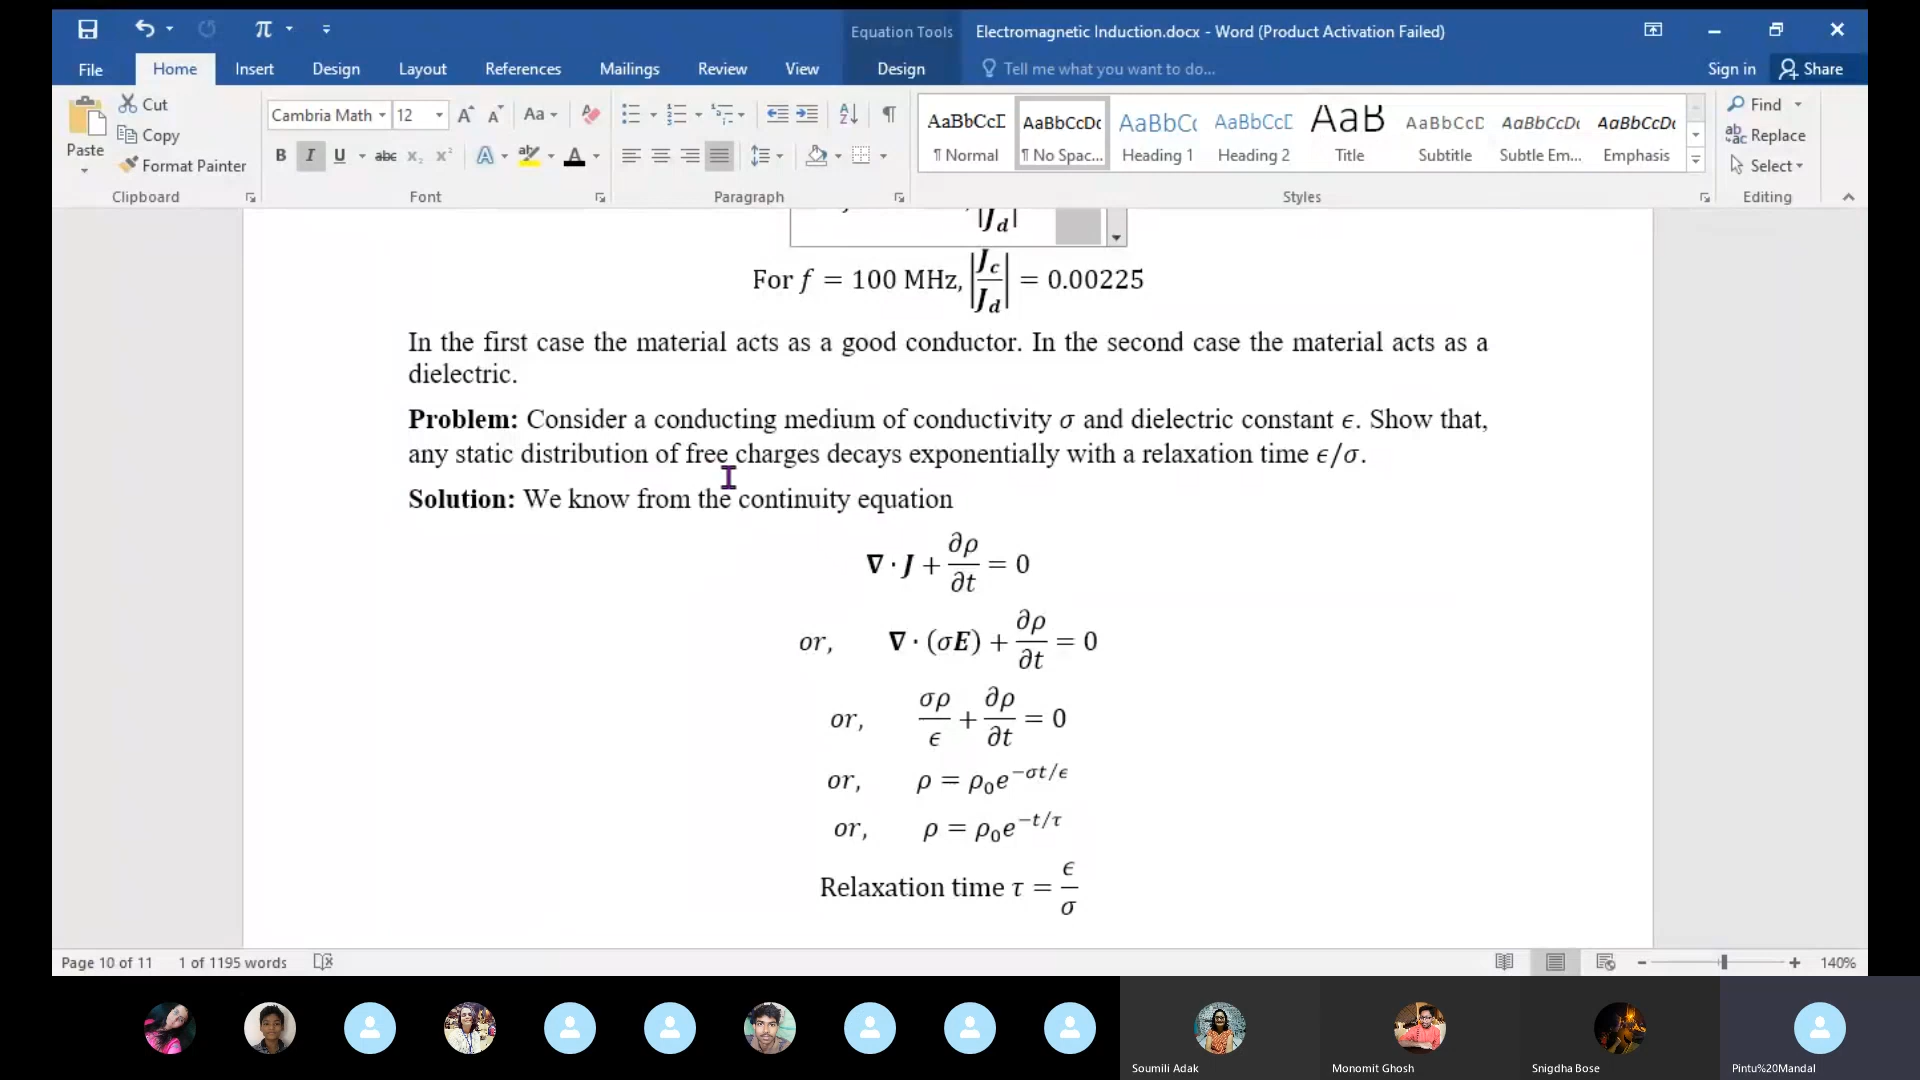 Equation Tools
Electromagnetic Induction.docx - Word (Product Activation Failed)
File Home Insert Design Layout References Mailings Review View Design Tell me what you want to do... Sign in Share
Paste
Cut
Copy
Format Painter
Cambria Math 12
Aa
B I U abc x₂ x²
A A
AaBbCcI AaBbCcDc AaBbCc AaBbCcD AaB AaBbCcD AaBbCcDc AaBbCcDc
¶ Normal ¶ No Spac... Heading 1 Heading 2 Title Subtitle Subtle Em... Emphasis
Find
Replace
Select
Clipboard Font Paragraph Styles Editing
|J_d|
For f = 100 MHz, |J_c/J_d| = 0.00225
In the first case the material acts as a good conductor. In the second case the material acts as a
dielectric.
Problem: Consider a conducting medium of conductivity σ and dielectric constant ϵ. Show that,
any static distribution of free charges decays exponentially with a relaxation time ϵ/σ.
Solution: We know from the continuity equation
∇ · J + ∂ρ/∂t = 0
or, ∇ · (σE) + ∂ρ/∂t = 0
or, σρ/ϵ + ∂ρ/∂t = 0
or, ρ = ρ₀e^(−σt/ϵ)
or, ρ = ρ₀e^(−t/τ)
Relaxation time τ = ϵ/σ
Page 10 of 11 1 of 1195 words 140%
Soumili Adak Monomit Ghosh Snigdha Bose Pintu%20Mandal